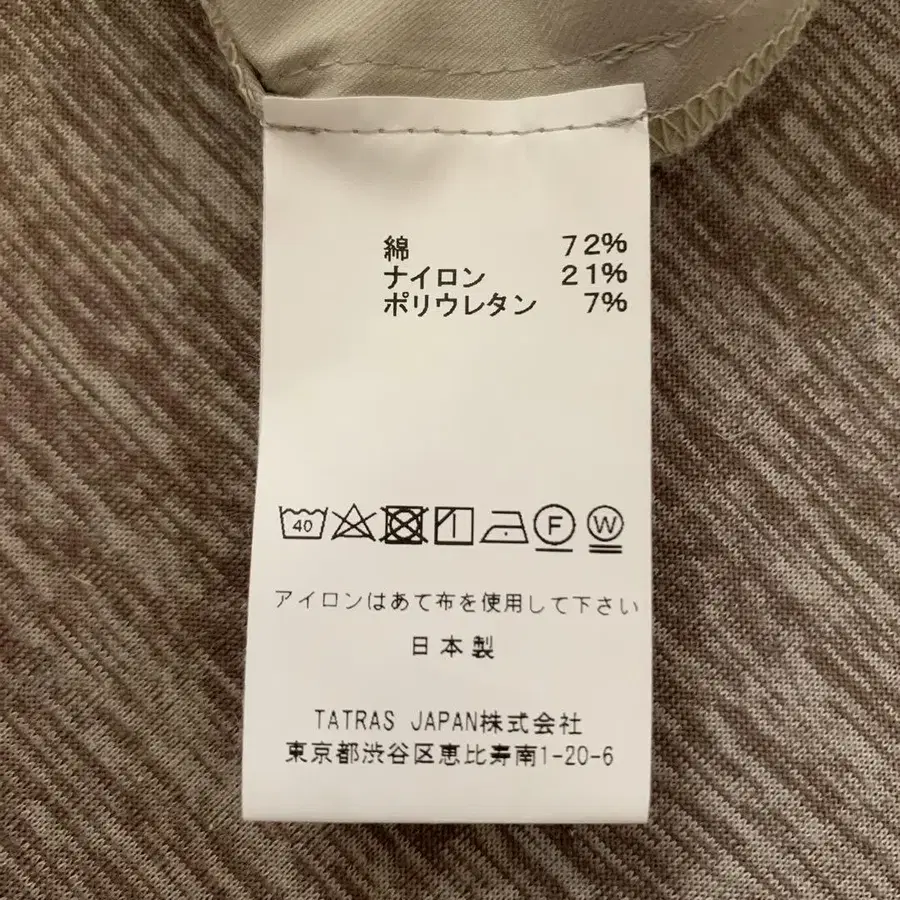 綿 72%
ナイロン 21%
ポリウレタン 7%
40 F W
アイロンはあて布を使用して下さい
日本製
TATRAS JAPAN株式会社
東京都渋谷区恵比寿南1-20-6